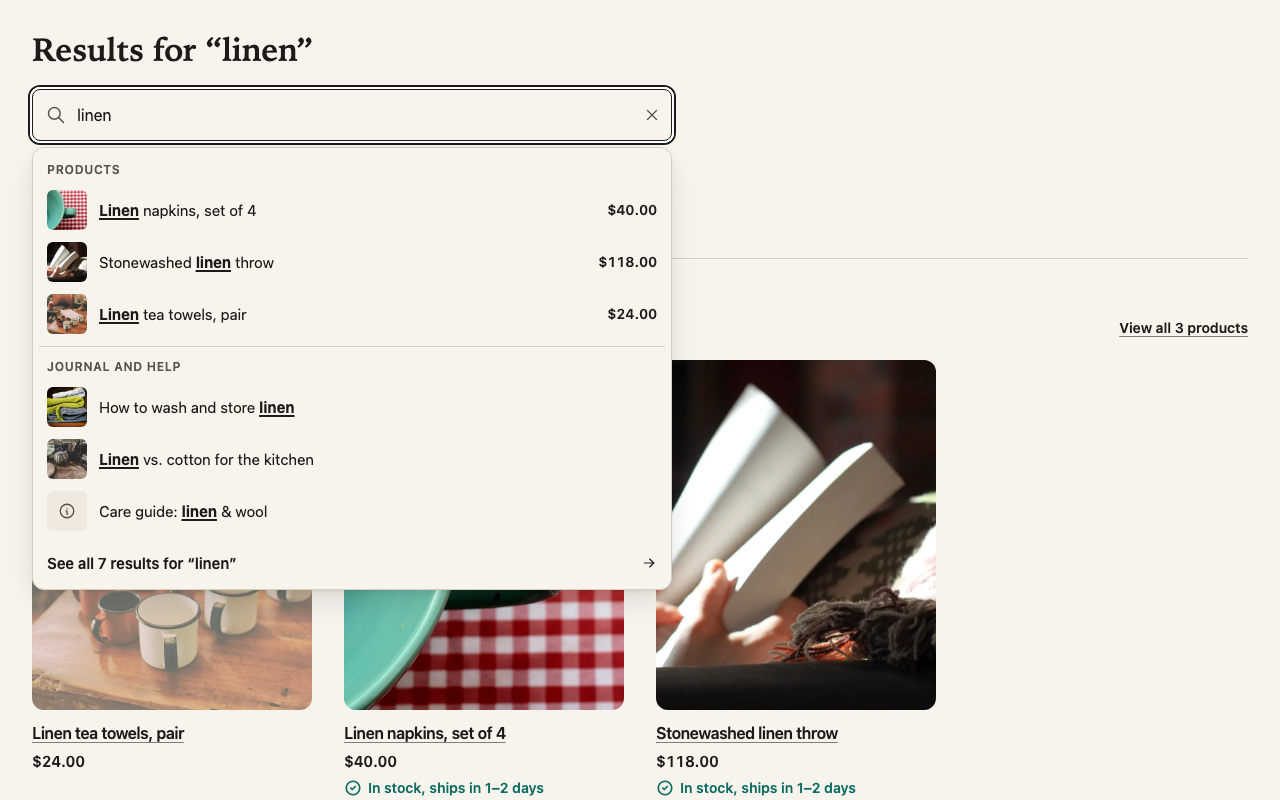 Results for “linen”
linen
PRODUCTS
Linen napkins, set of 4 $40.00
Stonewashed linen throw $118.00
Linen tea towels, pair $24.00
JOURNAL AND HELP
How to wash and store linen
Linen vs. cotton for the kitchen
Care guide: linen & wool
See all 7 results for “linen”
View all 3 products
Linen tea towels, pair
$24.00
Linen napkins, set of 4
$40.00
In stock, ships in 1–2 days
Stonewashed linen throw
$118.00
In stock, ships in 1–2 days